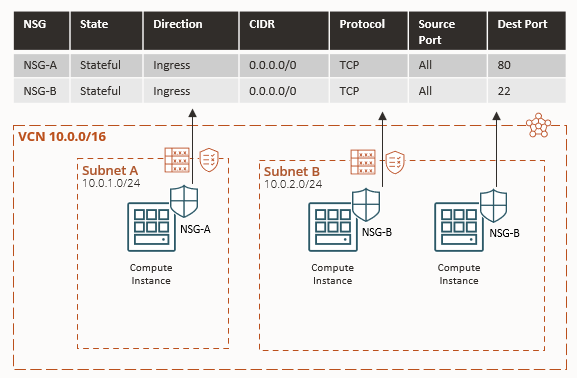 NSG State Direction CIDR Protocol Source Port Dest Port
NSG-A Stateful Ingress 0.0.0.0/0 TCP All 80
NSG-B Stateful Ingress 0.0.0.0/0 TCP All 22
VCN 10.0.0/16
Subnet A
10.0.1.0/24
NSG-A
Compute
Instance
Subnet B
10.0.2.0/24
NSG-B
Compute
Instance
NSG-B
Compute
Instance